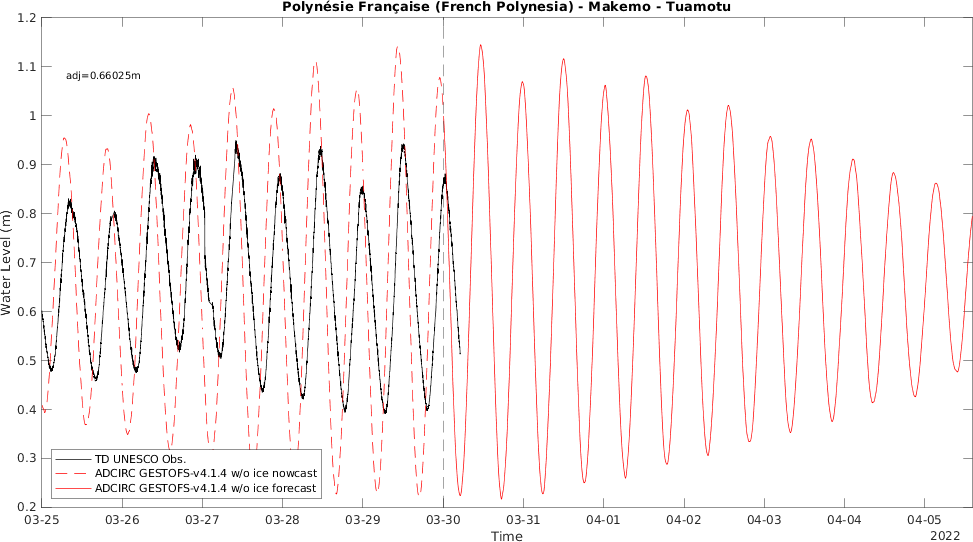 Polynésie Française (French Polynesia) - Makemo - Tuamotu
1.2
1.1
1
0.9
0.8
0.7
0.6
0.5
0.4
0.3
0.2
Water Level (m)
adj=0.66025m
TD UNESCO Obs.
ADCIRC GESTOFS-v4.1.4 w/o ice nowcast
ADCIRC GESTOFS-v4.1.4 w/o ice forecast
03-25 03-26 03-27 03-28 03-29 03-30 03-31 04-01 04-02 04-03 04-04 04-05
Time
2022